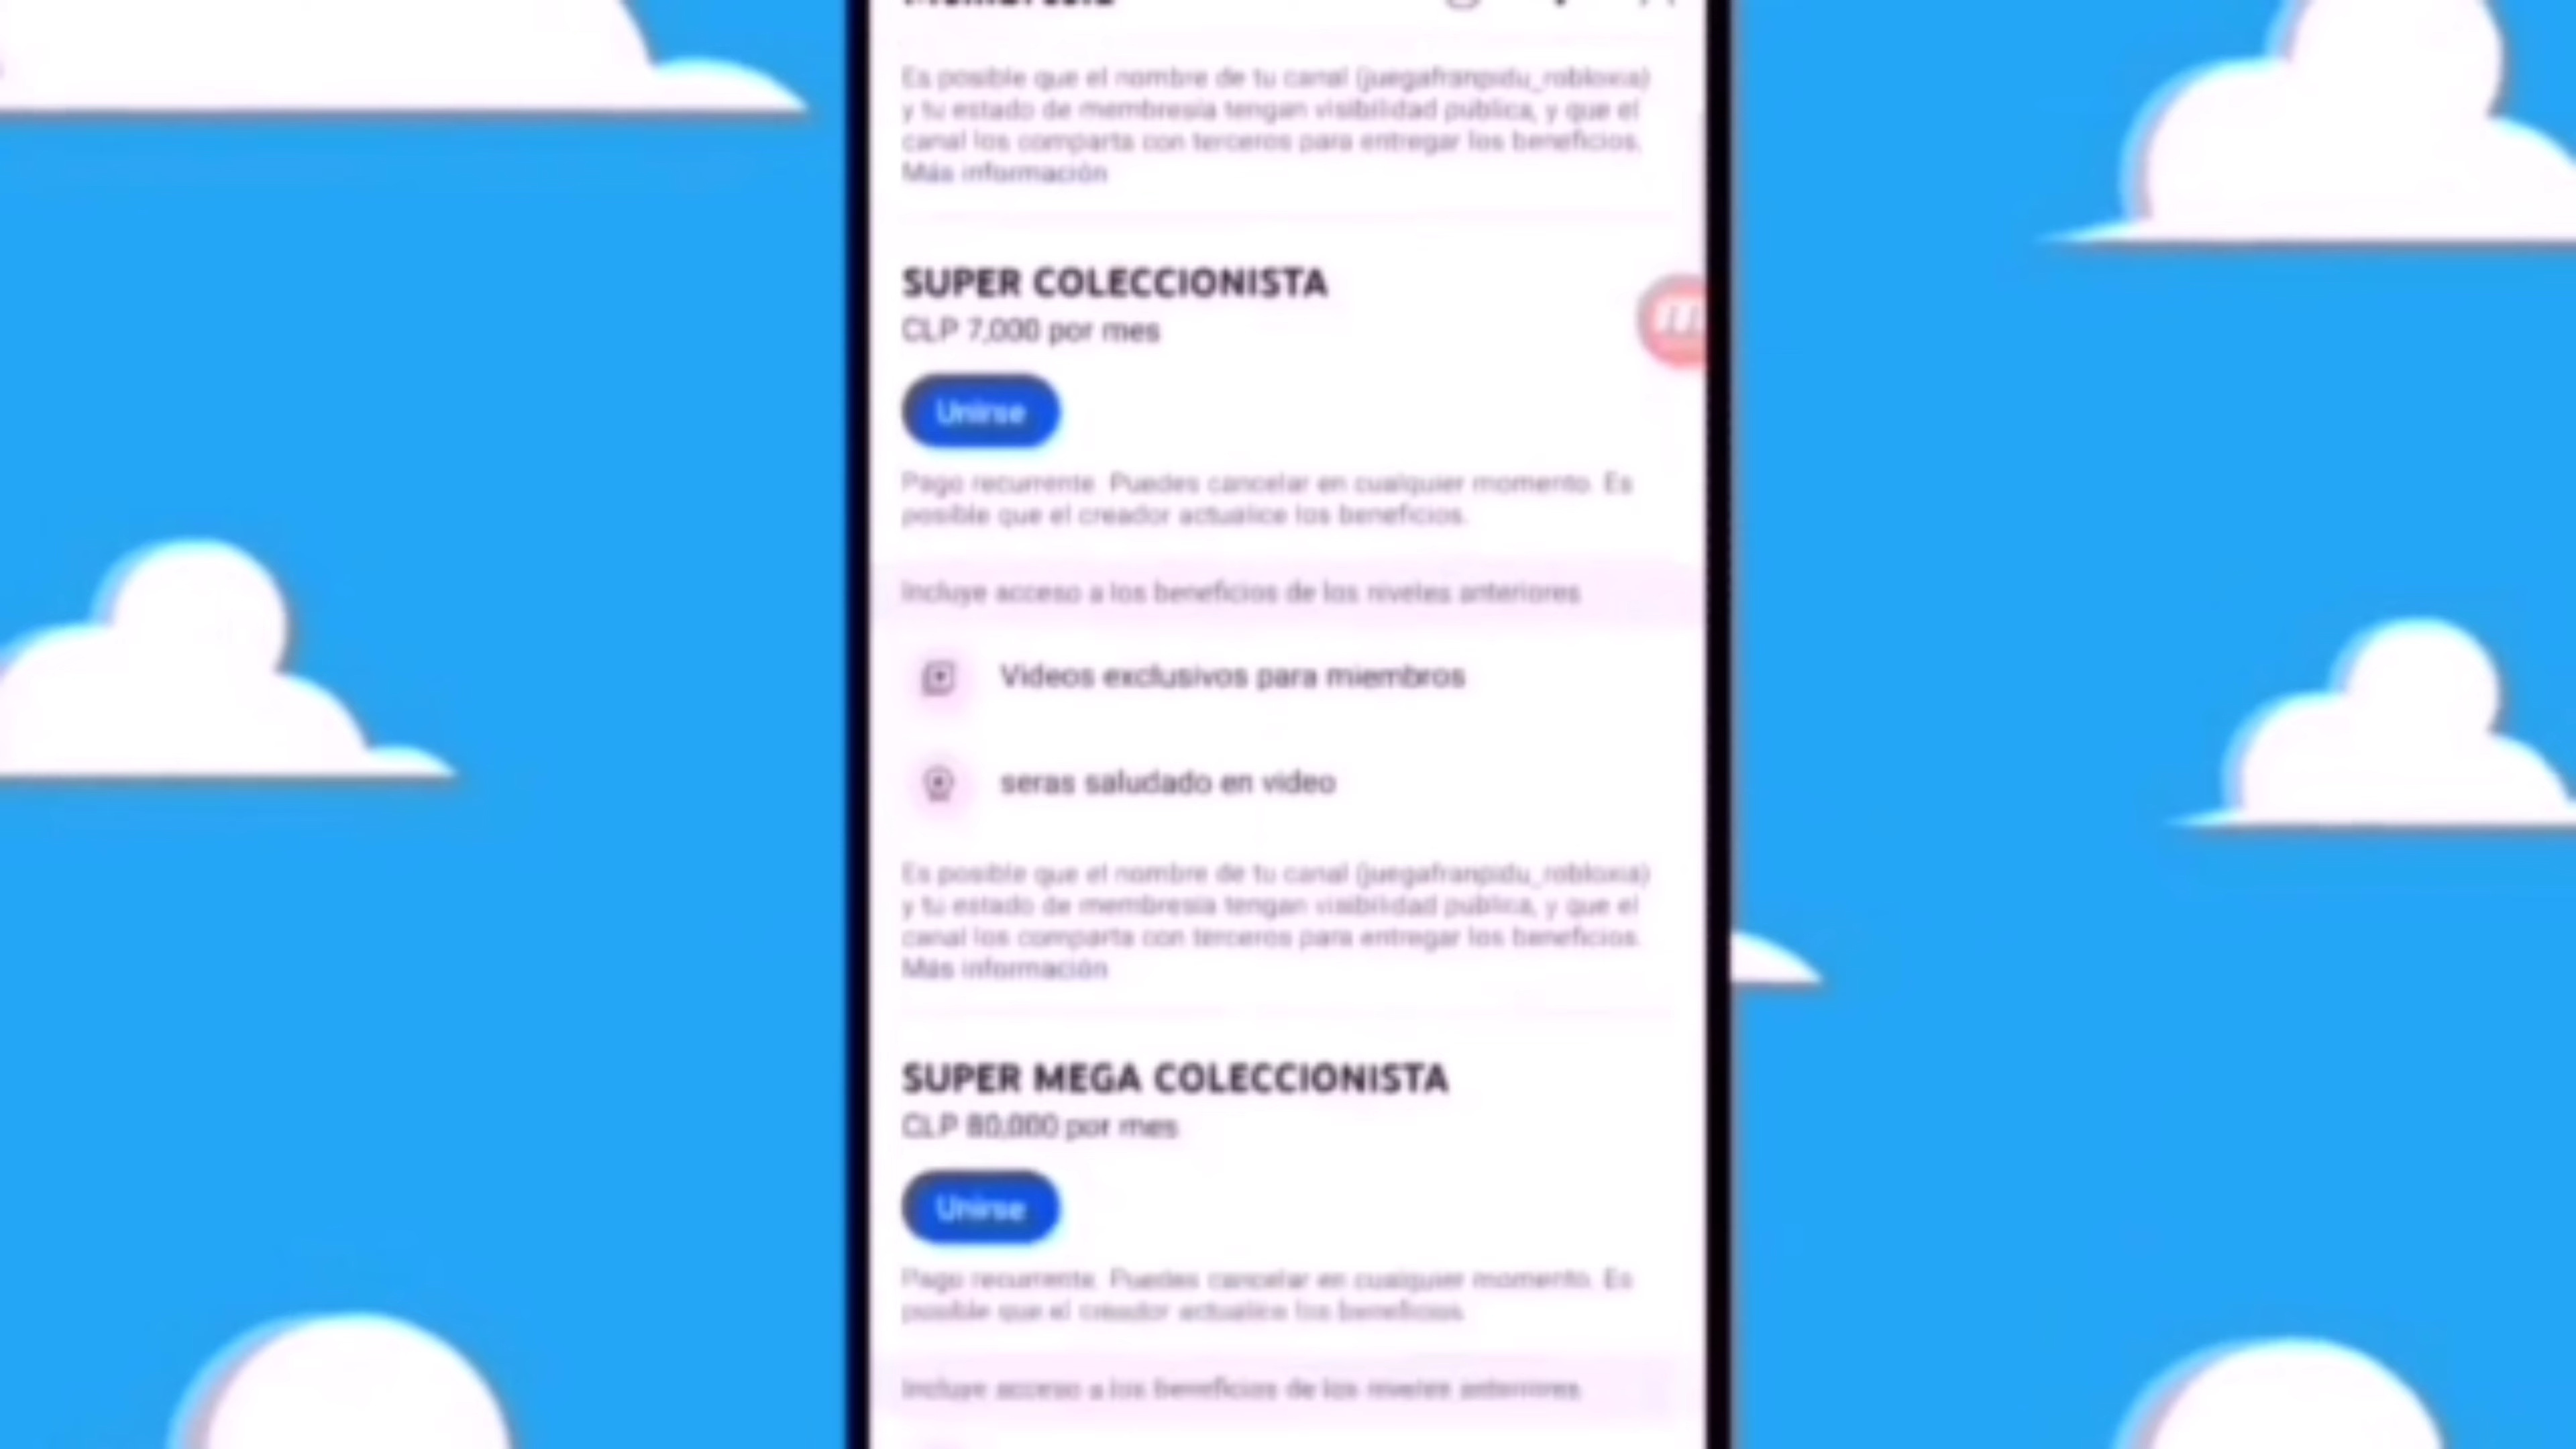 Es posible que el nombre de tu canal (juegafranpidu_robloxia)
y tu estado de membresía tengan visibilidad pública, y que el
canal los comparta con terceros para entregar los beneficios.
Más información
SUPER COLECCIONISTA
CLP 7,000 por mes
Unirse
Pago recurrente. Puedes cancelar en cualquier momento. Es
posible que el creador actualice los beneficios.
Incluye acceso a los beneficios de los niveles anteriores
Videos exclusivos para miembros
seras saludado en video
Es posible que el nombre de tu canal (juegafranpidu_robloxia)
y tu estado de membresía tengan visibilidad pública, y que el
canal los comparta con terceros para entregar los beneficios.
Más información
SUPER MEGA COLECCIONISTA
CLP 80,000 por mes
Unirse
Pago recurrente. Puedes cancelar en cualquier momento. Es
posible que el creador actualice los beneficios.
Incluye acceso a los beneficios de los niveles anteriores